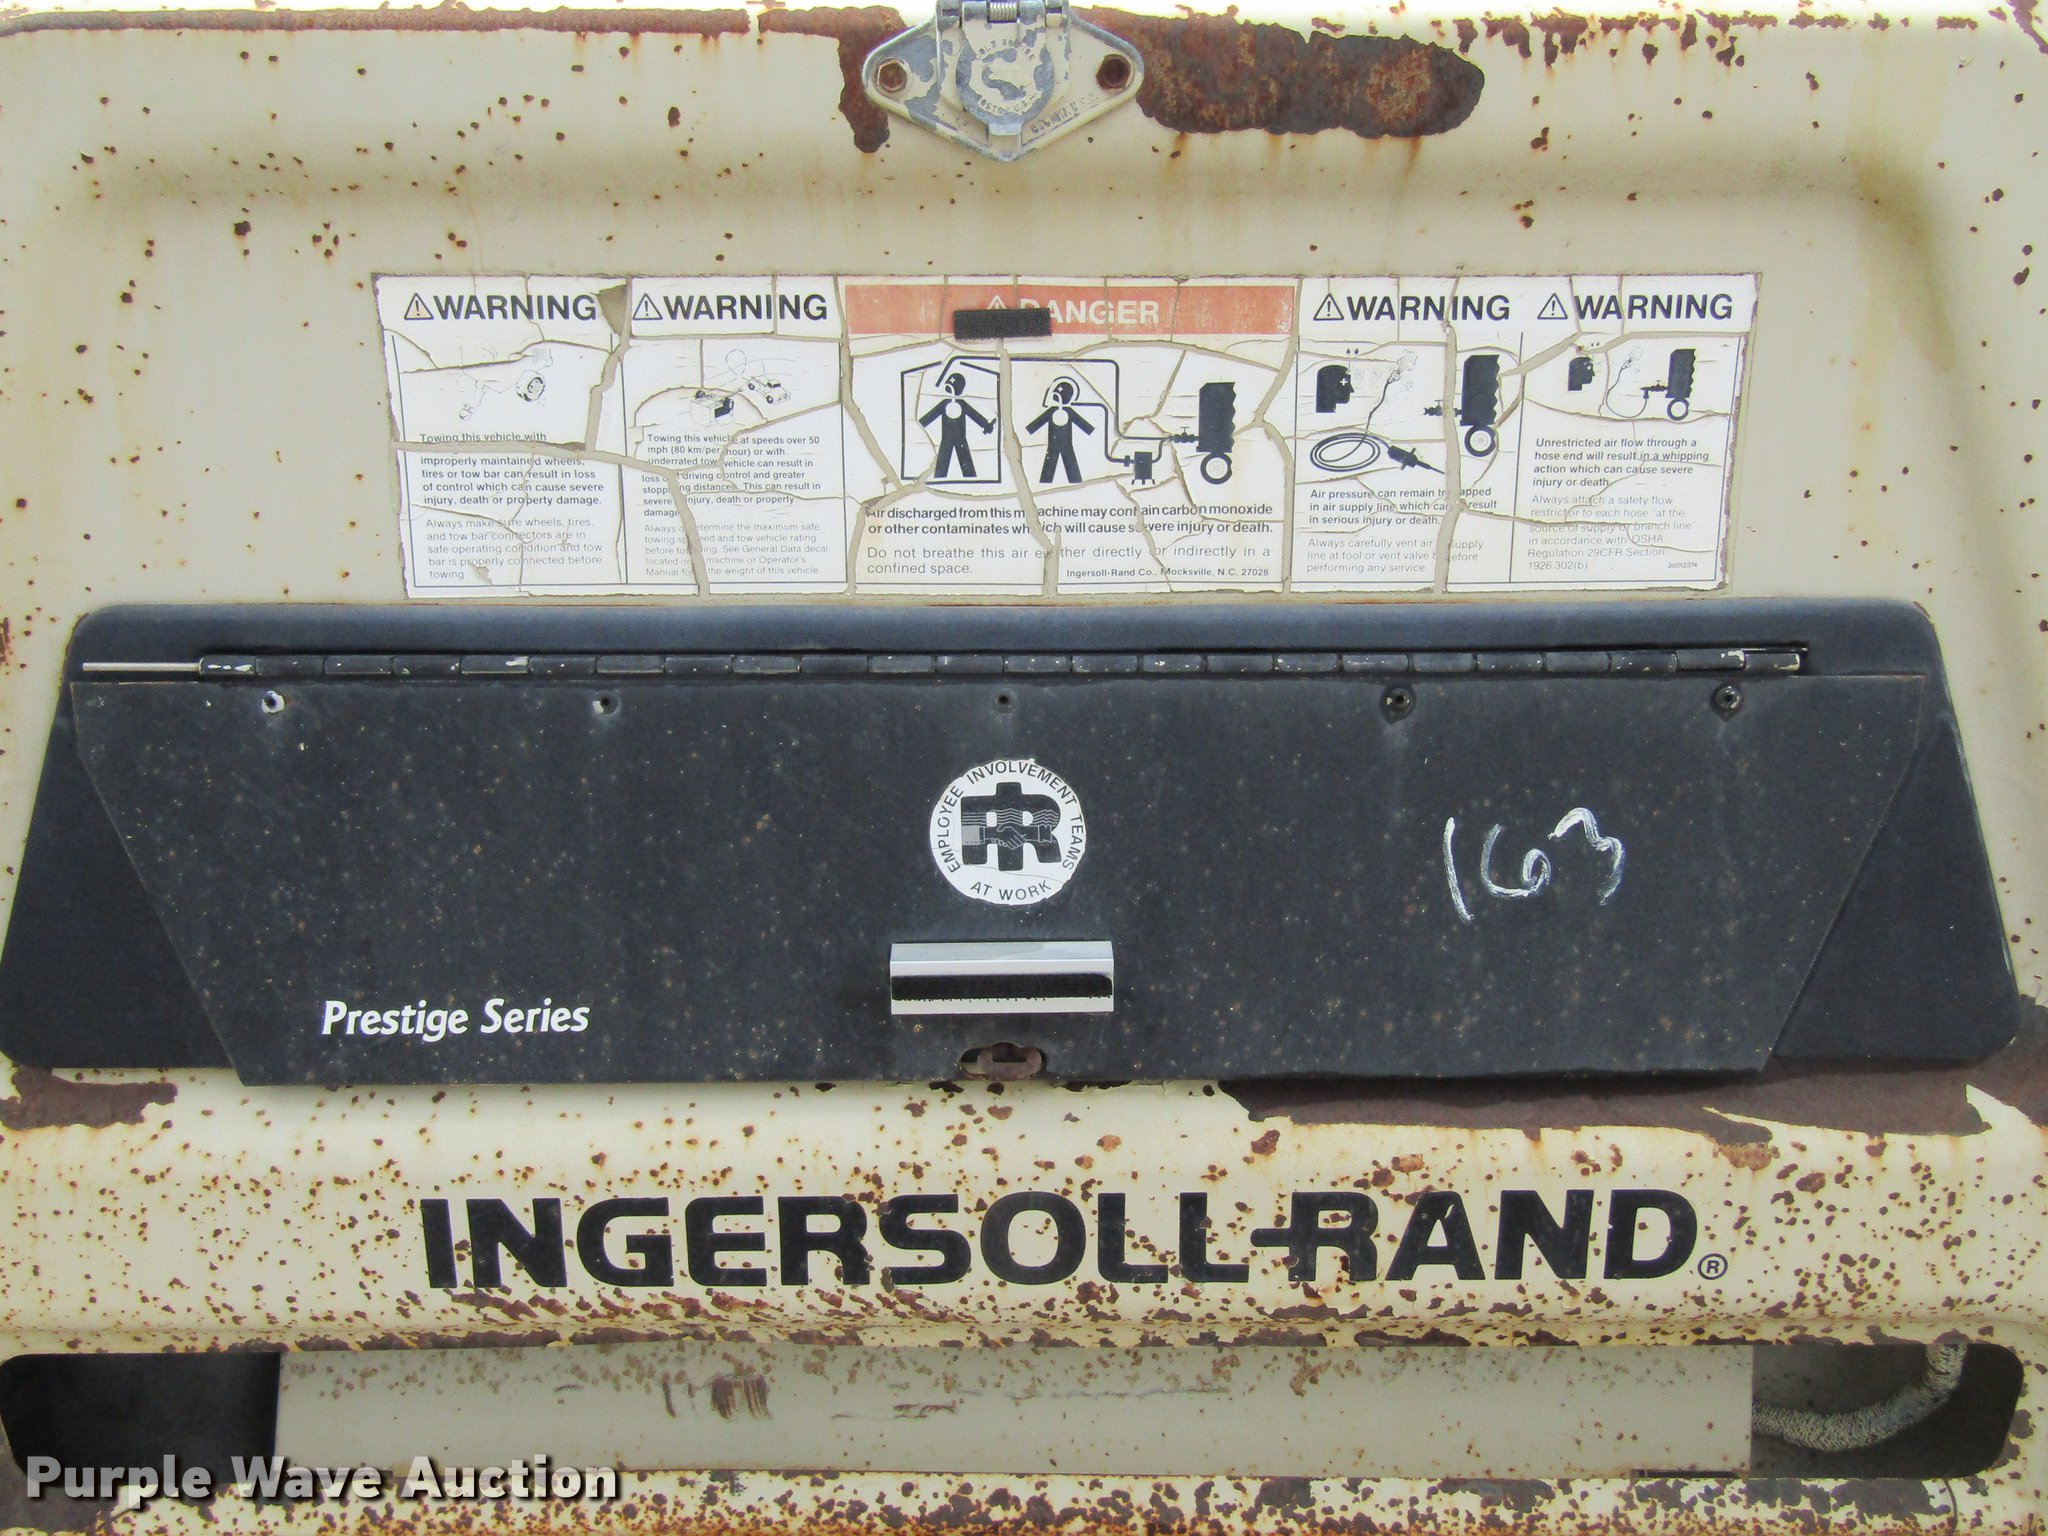 U.S.A.
WARNING
Towing this vehicle with
improperly maintained wheels,
tires or tow bar can result in loss
of control which can cause severe
injury, death or property damage.
Always make sure wheels, tires,
and tow bar connectors are in
safe operating condition and tow
bar is properly connected before
towing.
WARNING
Towing this vehicle at speeds over 50
mph (80 km/per hour) or with
underrated tow vehicle can result in
loss of driving control and greater
stopping distances. This can result in
severe injury, death or property
damage.
Always determine the maximum safe
towing speed and tow vehicle rating
before towing. See General Data decal
located on machine or Operator's
Manual for the weight of this vehicle
DANGER
Air discharged from this machine may contain carbon monoxide
or other contaminates which will cause severe injury or death.
Do not breathe this air either directly or indirectly in a
confined space.
Ingersoll-Rand Co., Mocksville, N.C. 27028
WARNING
Air pressure can remain trapped
in air supply line which can result
in serious injury or death.
Always carefully vent air supply
line at tool or vent valve before
performing any service.
WARNING
Unrestricted air flow through a
hose end will result in a whipping
action which can cause severe
injury or death.
Always attach a safety flow
restrictor to each hose "at the
source of supply or branch line"
in accordance with OSHA
Regulation 29CFR Section
1926.302(b)
36512374
EMPLOYEE INVOLVEMENT TEAMS
IR
AT WORK
163
Prestige Series
INGERSOLL-RAND®
Purple Wave Auction